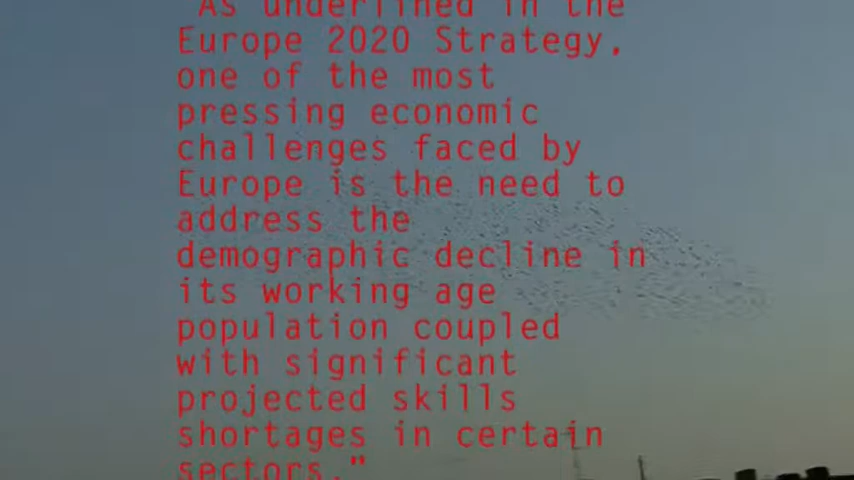 "As underlined in the
Europe 2020 Strategy,
one of the most
pressing economic
challenges faced by
Europe is the need to
address the
demographic decline in
its working age
population coupled
with significant
projected skills
shortages in certain
sectors."